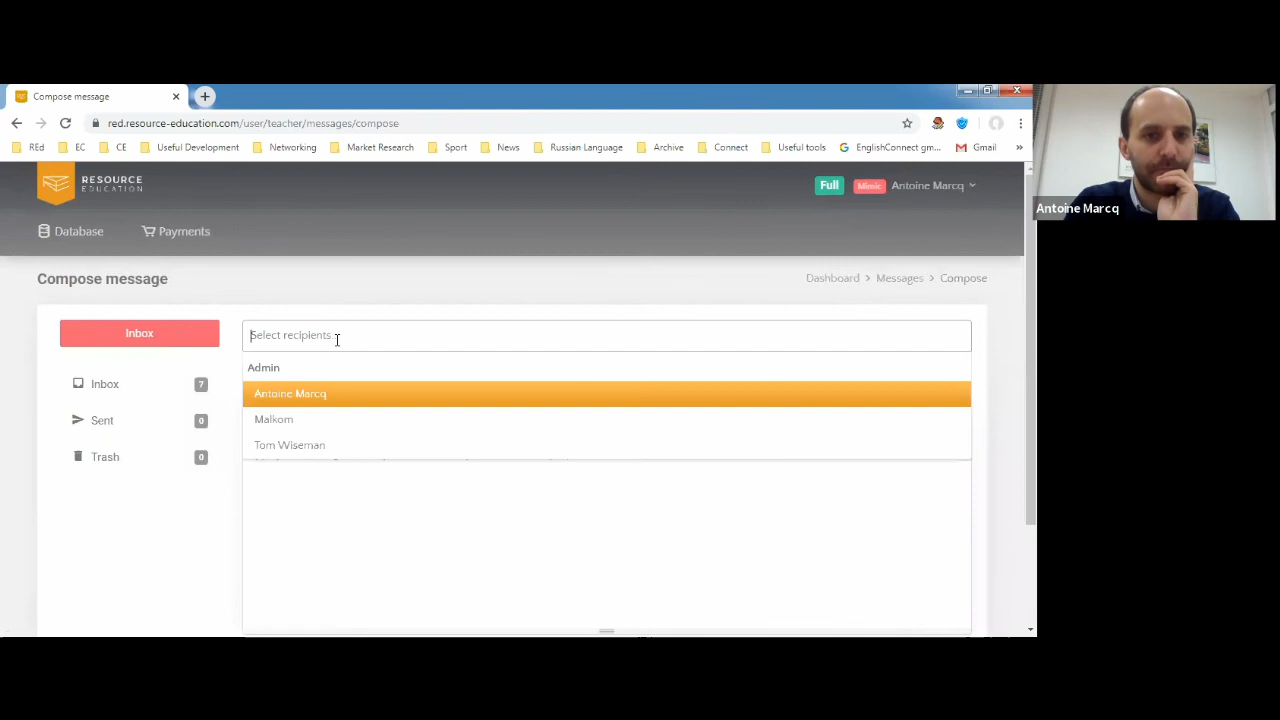 Compose message
red.resource-education.com/user/teacher/messages/compose
REd EC CE Useful Development Networking Market Research Sport News Russian Language Archive Connect Useful tools EnglishConnect gm... Gmail »
RESOURCE
EDUCATION
Full Mimic Antoine Marcq
Antoine Marcq
Database Payments
Compose message
Dashboard > Messages > Compose
Inbox
Select recipients
Admin
Inbox 7
Antoine Marcq
Sent 0
Malkom
Trash 0
Tom Wiseman